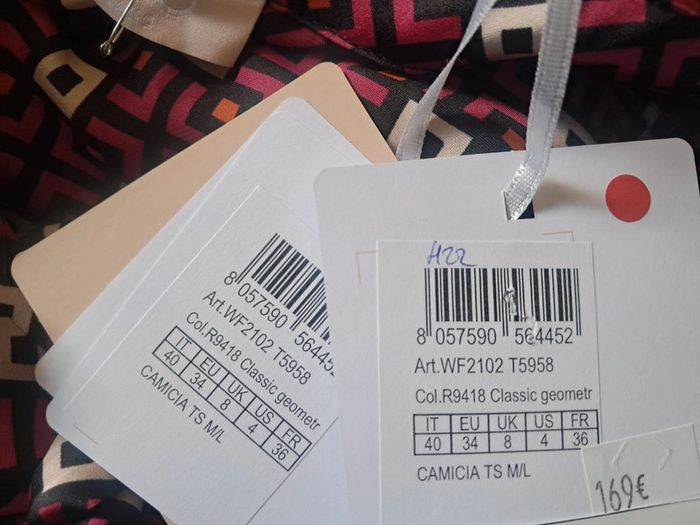 8 057590 56445
Art.WF2102 T5958
Col.R9418 Classic geometr
IT EU UK US FR
40 34 8 4 36
CAMICIA TS M/L
H22
8 057590 564452
Art.WF2102 T5958
Col.R9418 Classic geometr
IT EU UK US FR
40 34 8 4 36
CAMICIA TS M/L
169€